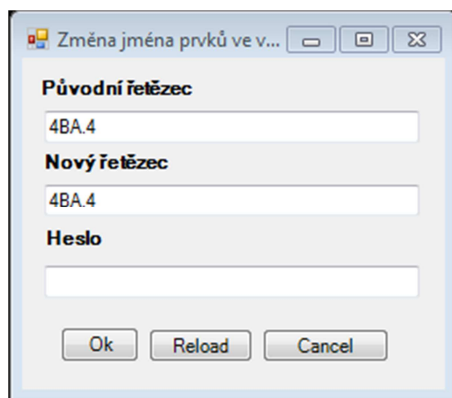 Změna jména prvků ve v...
Původní řetězec
4BA.4
Nový řetězec
4BA.4
Heslo
Ok Reload Cancel